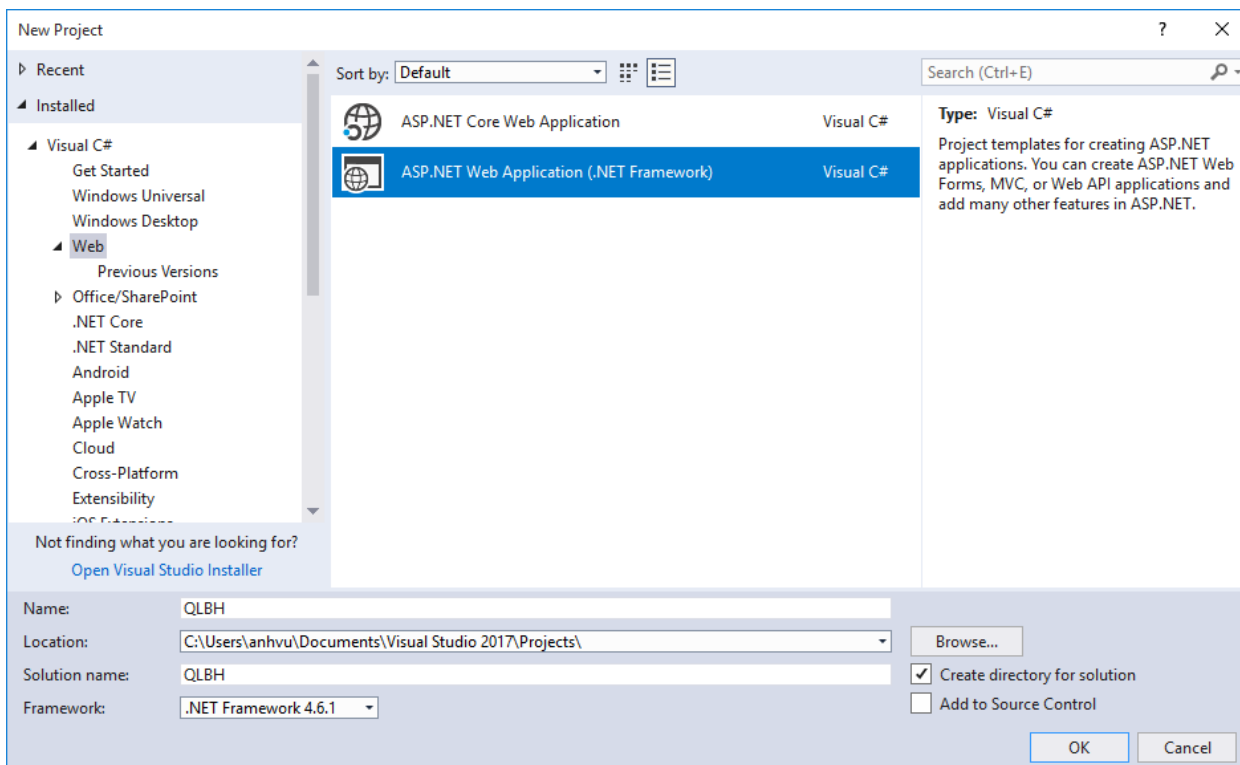 New Project
?
Recent
Installed
Visual C#
Get Started
Windows Universal
Windows Desktop
Web
Previous Versions
Office/SharePoint
.NET Core
.NET Standard
Android
Apple TV
Apple Watch
Cloud
Cross-Platform
Extensibility
iOS Extensions
Not finding what you are looking for?
Open Visual Studio Installer
Sort by: Default
ASP.NET Core Web Application Visual C#
ASP.NET Web Application (.NET Framework) Visual C#
Search (Ctrl+E)
Type: Visual C#
Project templates for creating ASP.NET
applications. You can create ASP.NET Web
Forms, MVC, or Web API applications and
add many other features in ASP.NET.
Name: QLBH
Location: C:\Users\anhvu\Documents\Visual Studio 2017\Projects\
Browse...
Solution name: QLBH
Create directory for solution
Framework: .NET Framework 4.6.1
Add to Source Control
OK Cancel